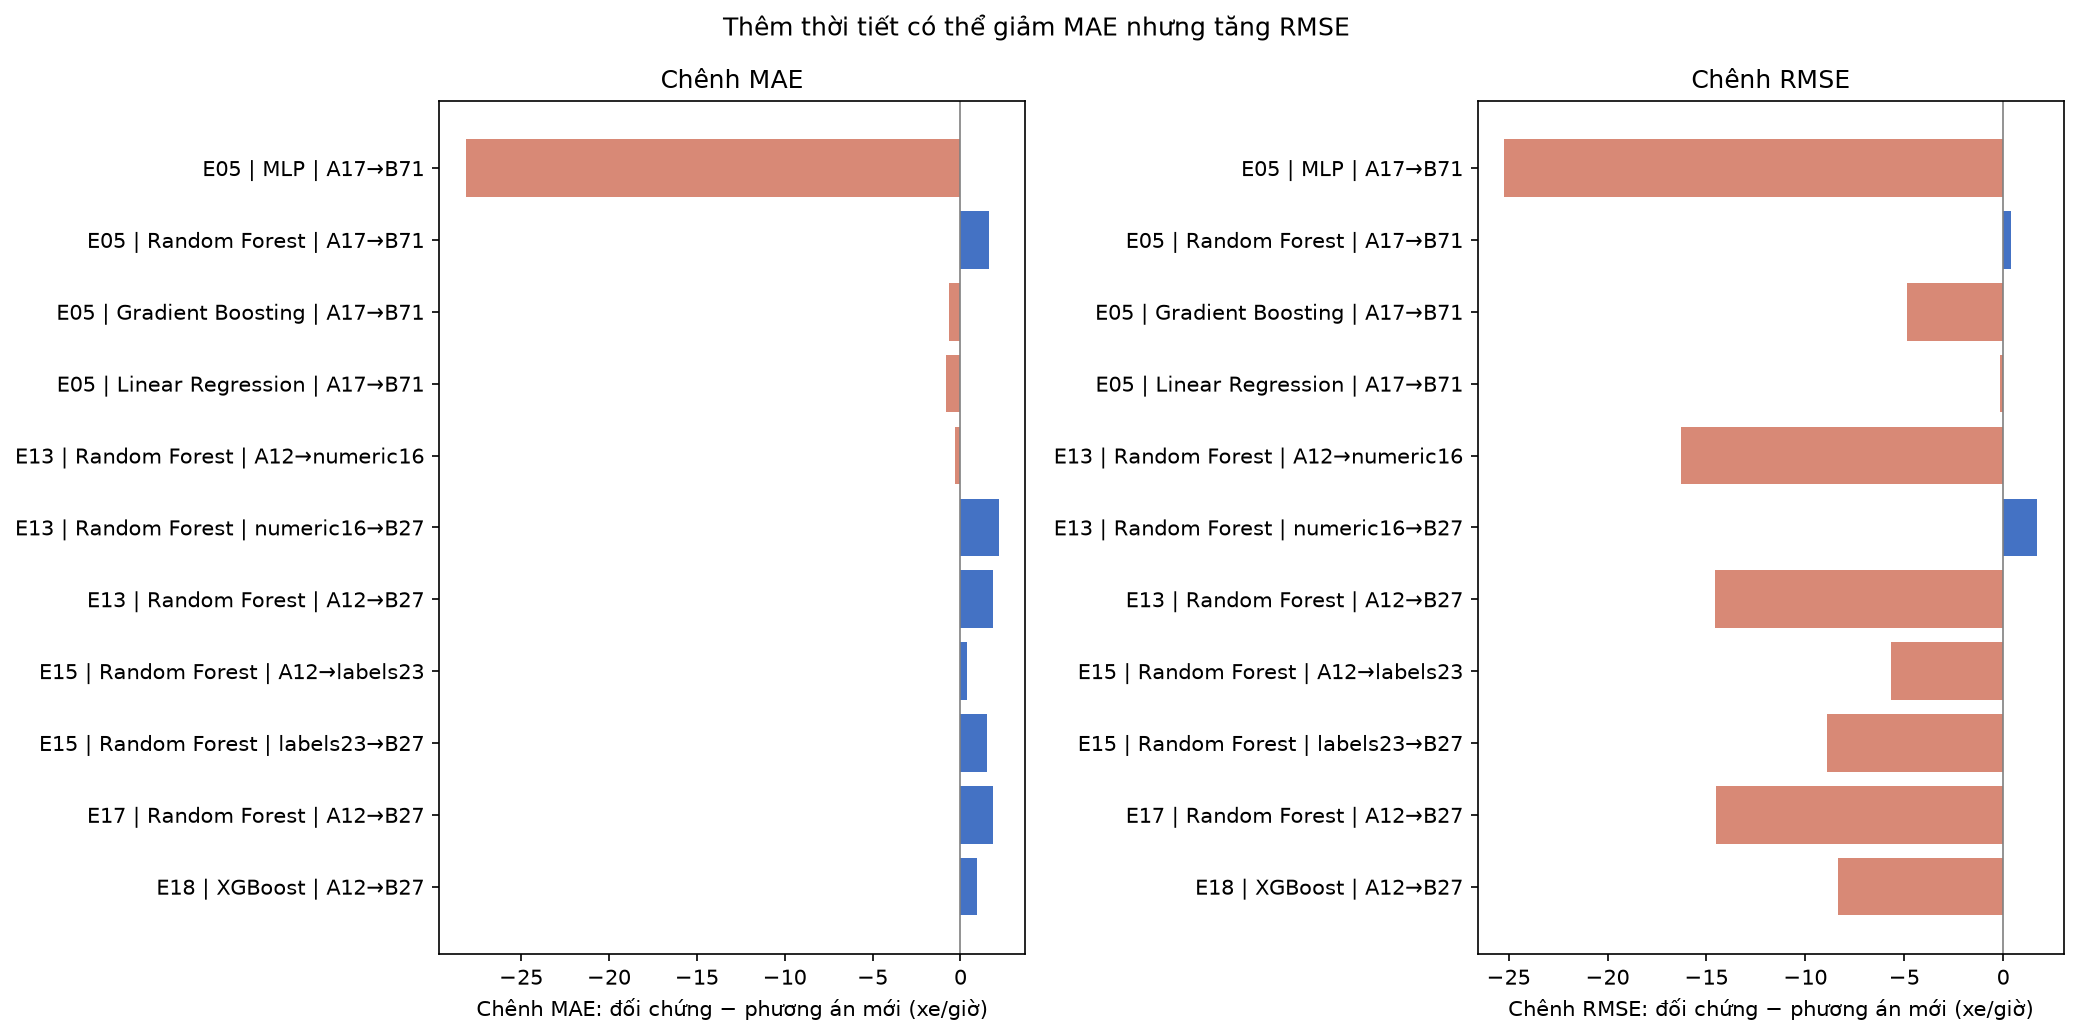 Thêm thời tiết có thể giảm MAE nhưng tăng RMSE
Chênh MAE
E05 | MLP | A17→B71
E05 | Random Forest | A17→B71
E05 | Gradient Boosting | A17→B71
E05 | Linear Regression | A17→B71
E13 | Random Forest | A12→numeric16
E13 | Random Forest | numeric16→B27
E13 | Random Forest | A12→B27
E15 | Random Forest | A12→labels23
E15 | Random Forest | labels23→B27
E17 | Random Forest | A12→B27
E18 | XGBoost | A12→B27
−25 −20 −15 −10 −5 0
Chênh MAE: đối chứng − phương án mới (xe/giờ)
Chênh RMSE
E05 | MLP | A17→B71
E05 | Random Forest | A17→B71
E05 | Gradient Boosting | A17→B71
E05 | Linear Regression | A17→B71
E13 | Random Forest | A12→numeric16
E13 | Random Forest | numeric16→B27
E13 | Random Forest | A12→B27
E15 | Random Forest | A12→labels23
E15 | Random Forest | labels23→B27
E17 | Random Forest | A12→B27
E18 | XGBoost | A12→B27
−25 −20 −15 −10 −5 0
Chênh RMSE: đối chứng − phương án mới (xe/giờ)